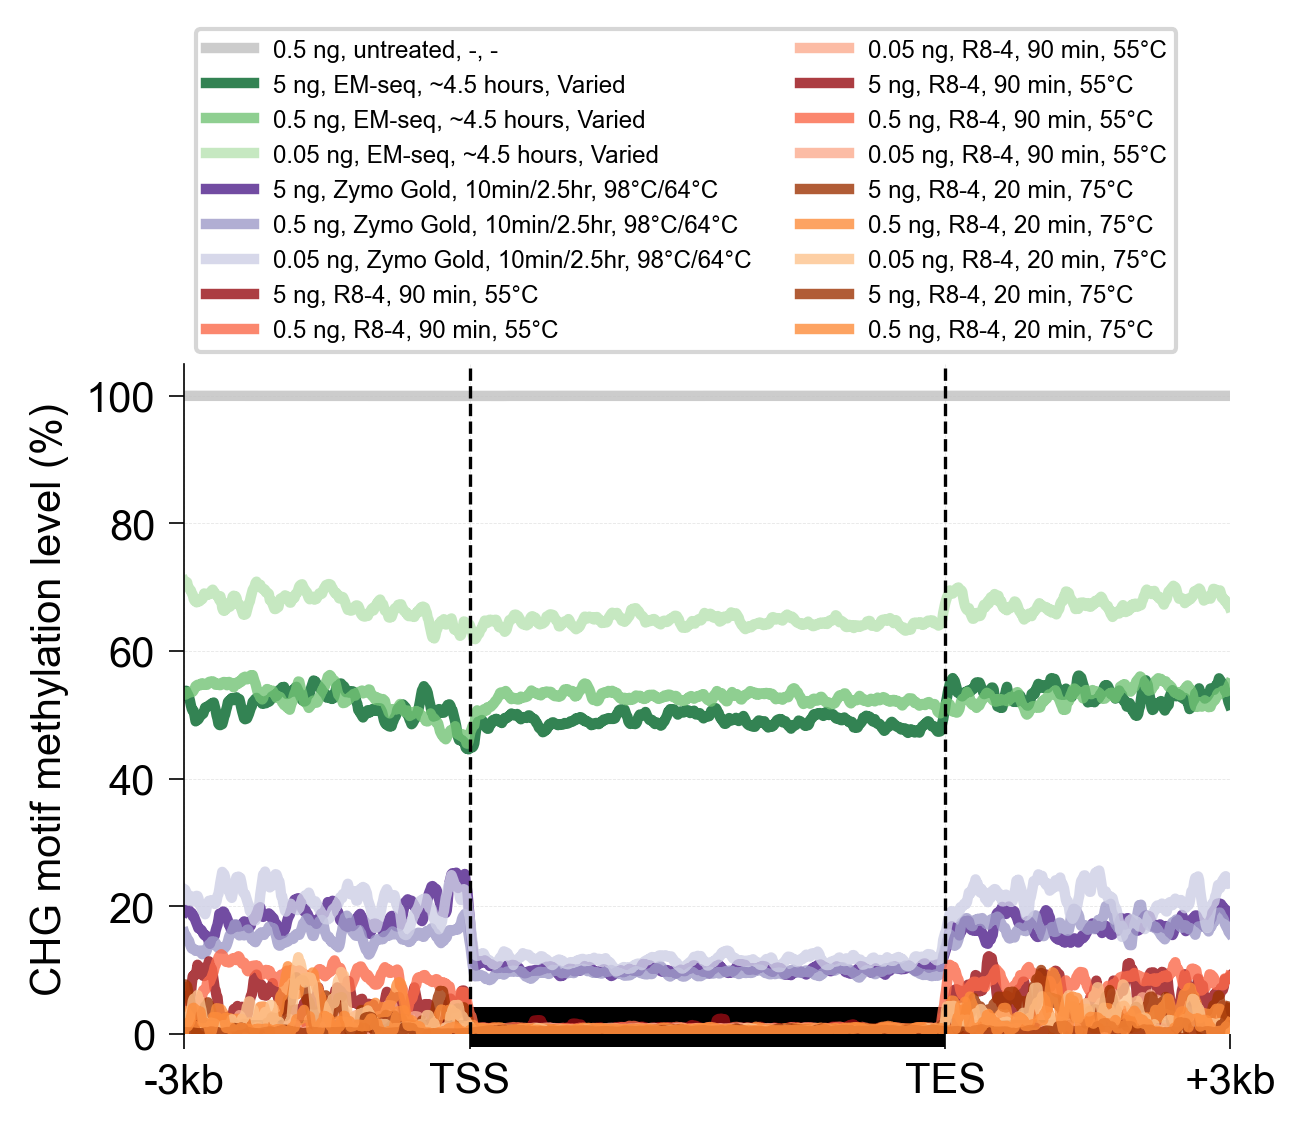 0.5 ng, untreated, -, -
5 ng, EM-seq, ~4.5 hours, Varied
0.5 ng, EM-seq, ~4.5 hours, Varied
0.05 ng, EM-seq, ~4.5 hours, Varied
5 ng, Zymo Gold, 10min/2.5hr, 98°C/64°C
0.5 ng, Zymo Gold, 10min/2.5hr, 98°C/64°C
0.05 ng, Zymo Gold, 10min/2.5hr, 98°C/64°C
5 ng, R8-4, 90 min, 55°C
0.5 ng, R8-4, 90 min, 55°C
0.05 ng, R8-4, 90 min, 55°C
5 ng, R8-4, 90 min, 55°C
0.5 ng, R8-4, 90 min, 55°C
0.05 ng, R8-4, 90 min, 55°C
5 ng, R8-4, 20 min, 75°C
0.5 ng, R8-4, 20 min, 75°C
0.05 ng, R8-4, 20 min, 75°C
5 ng, R8-4, 20 min, 75°C
0.5 ng, R8-4, 20 min, 75°C
CHG motif methylation level (%)
100
80
60
40
20
0
-3kb
TSS
TES
+3kb